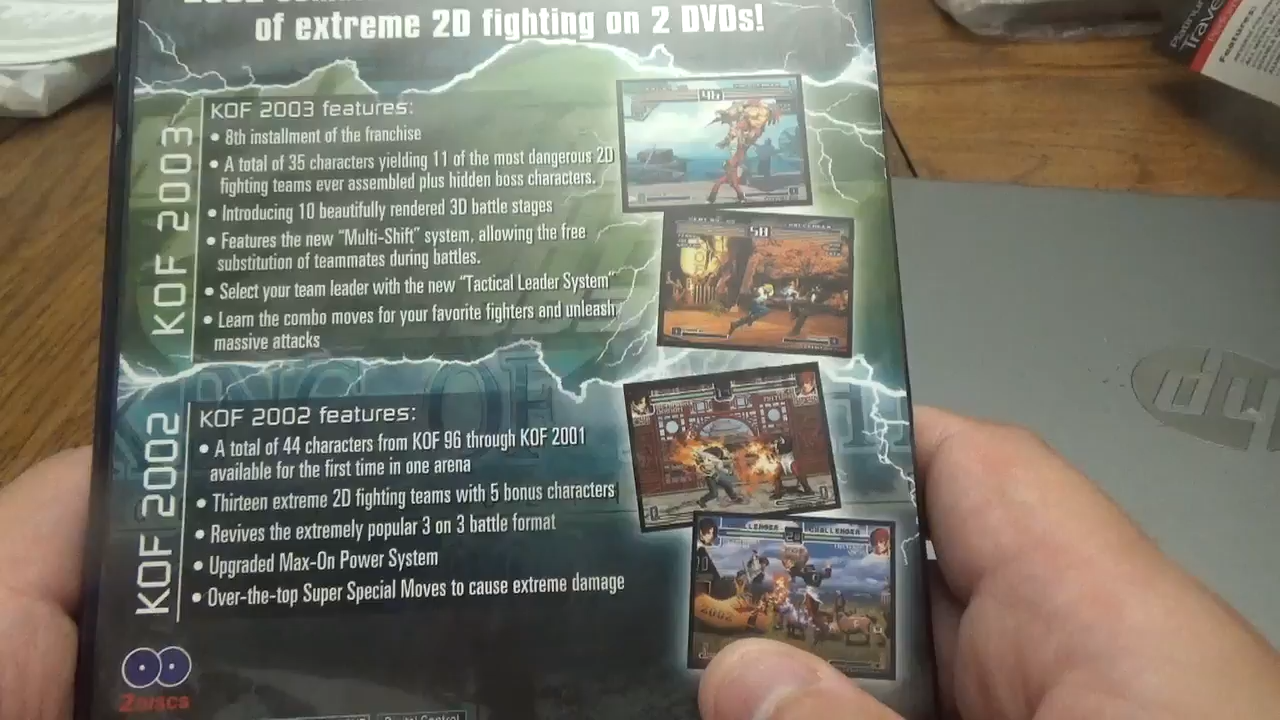 of extreme 2D fighting on 2 DVDs!
KOF 2003
KOF 2003 features:
• 8th installment of the franchise
• A total of 35 characters yielding 11 of the most dangerous 2D
fighting teams ever assembled plus hidden boss characters.
• Introducing 10 beautifully rendered 3D battle stages
• Features the new "Multi-Shift" system, allowing the free
substitution of teammates during battles.
• Select your team leader with the new "Tactical Leader System"
• Learn the combo moves for your favorite fighters and unleash
massive attacks
KOF 2002
KOF 2002 features:
• A total of 44 characters from KOF 96 through KOF 2001
available for the first time in one arena
• Thirteen extreme 2D fighting teams with 5 bonus characters
• Revives the extremely popular 3 on 3 battle format
• Upgraded Max-On Power System
• Over-the-top Super Special Moves to cause extreme damage
58
CHALLENGER
2002
2 DISCS
hp
Features: